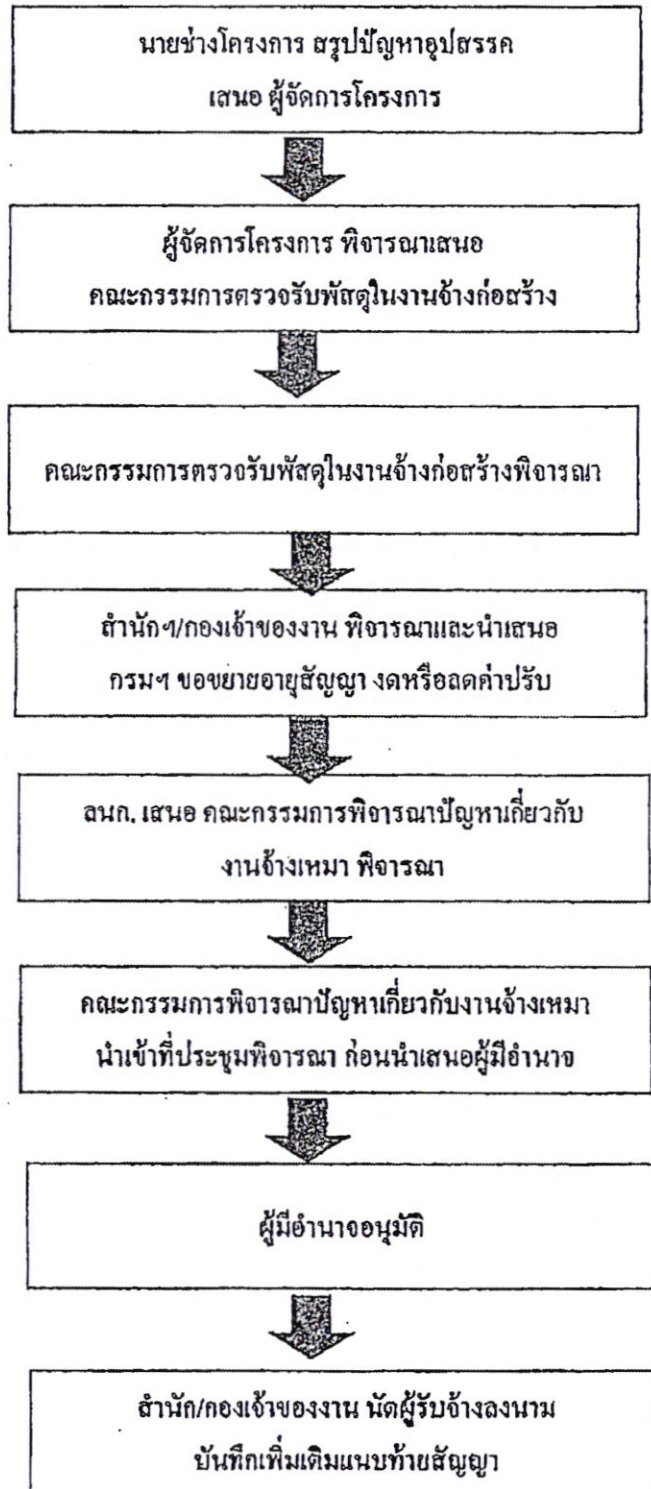 นายช่างโครงการ สรุปปัญหาอุปสรรค
เสนอ ผู้จัดการโครงการ
ผู้จัดการโครงการ พิจารณาเสนอ
คณะกรรมการตรวจรับพัสดุในงานจ้างก่อสร้าง
คณะกรรมการตรวจรับพัสดุในงานจ้างก่อสร้างพิจารณา
สำนักฯ/กองเจ้าของงาน พิจารณาและนำเสนอ
กรมฯ ขอขยายอายุสัญญา งดหรือลดค่าปรับ
ลนก. เสนอ คณะกรรมการพิจารณาปัญหาเกี่ยวกับ
งานจ้างเหมา พิจารณา
คณะกรรมการพิจารณาปัญหาเกี่ยวกับงานจ้างเหมา
นำเข้าที่ประชุมพิจารณา ก่อนนำเสนอผู้มีอำนาจ
ผู้มีอำนาจอนุมัติ
สำนัก/กองเจ้าของงาน นัดผู้รับจ้างลงนาม
บันทึกเพิ่มเติมแนบท้ายสัญญา